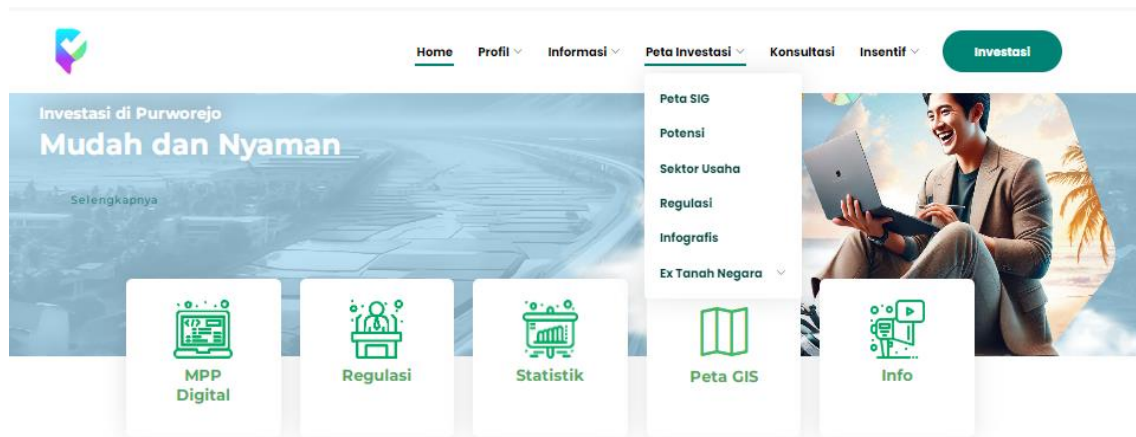 Home Profil Informasi Peta Investasi Konsultasi Insentif Investasi
Peta SIG
Potensi
Sektor Usaha
Regulasi
Infografis
Ex Tanah Negara
Investasi di Purworejo
Mudah dan Nyaman
Selengkapnya
MPP
Digital
Regulasi
Statistik
Peta GIS
Info